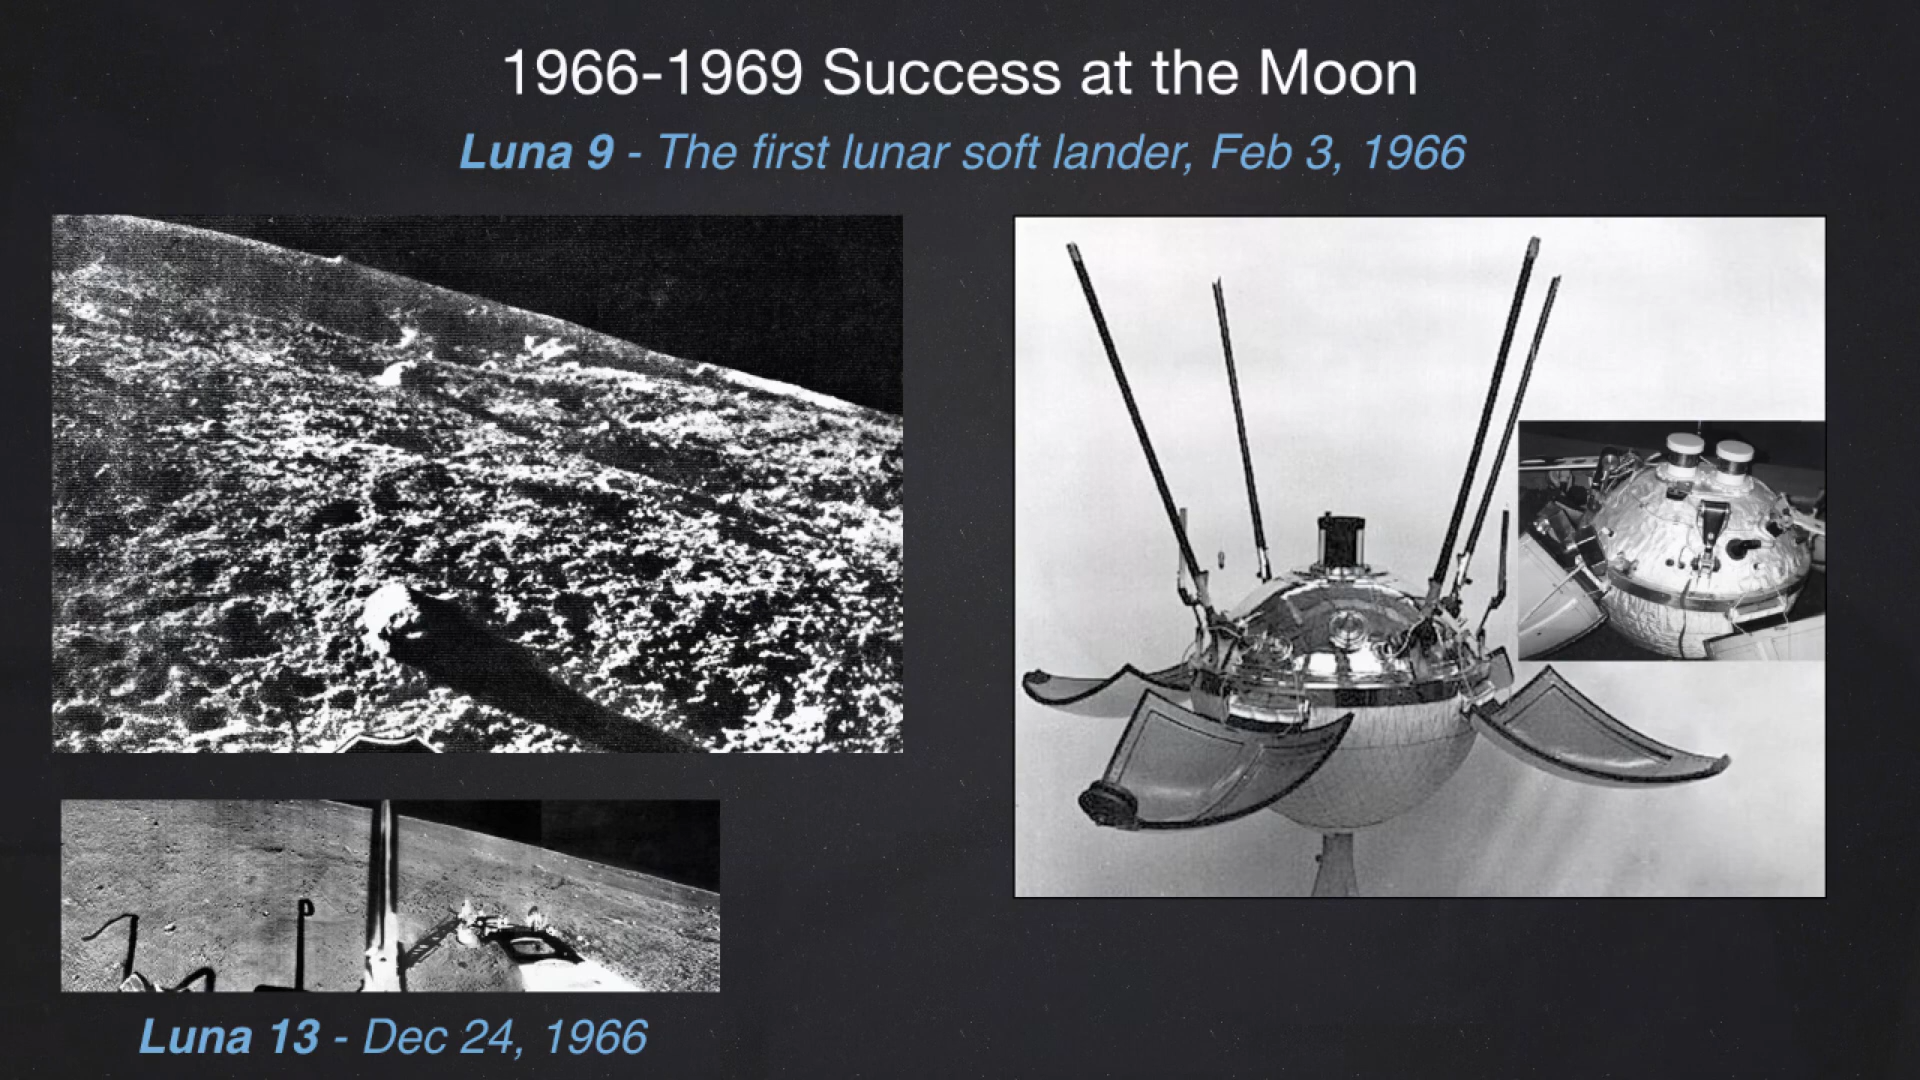 1966-1969 Success at the Moon
Luna 9 - The first lunar soft lander, Feb 3, 1966
Luna 13 - Dec 24, 1966